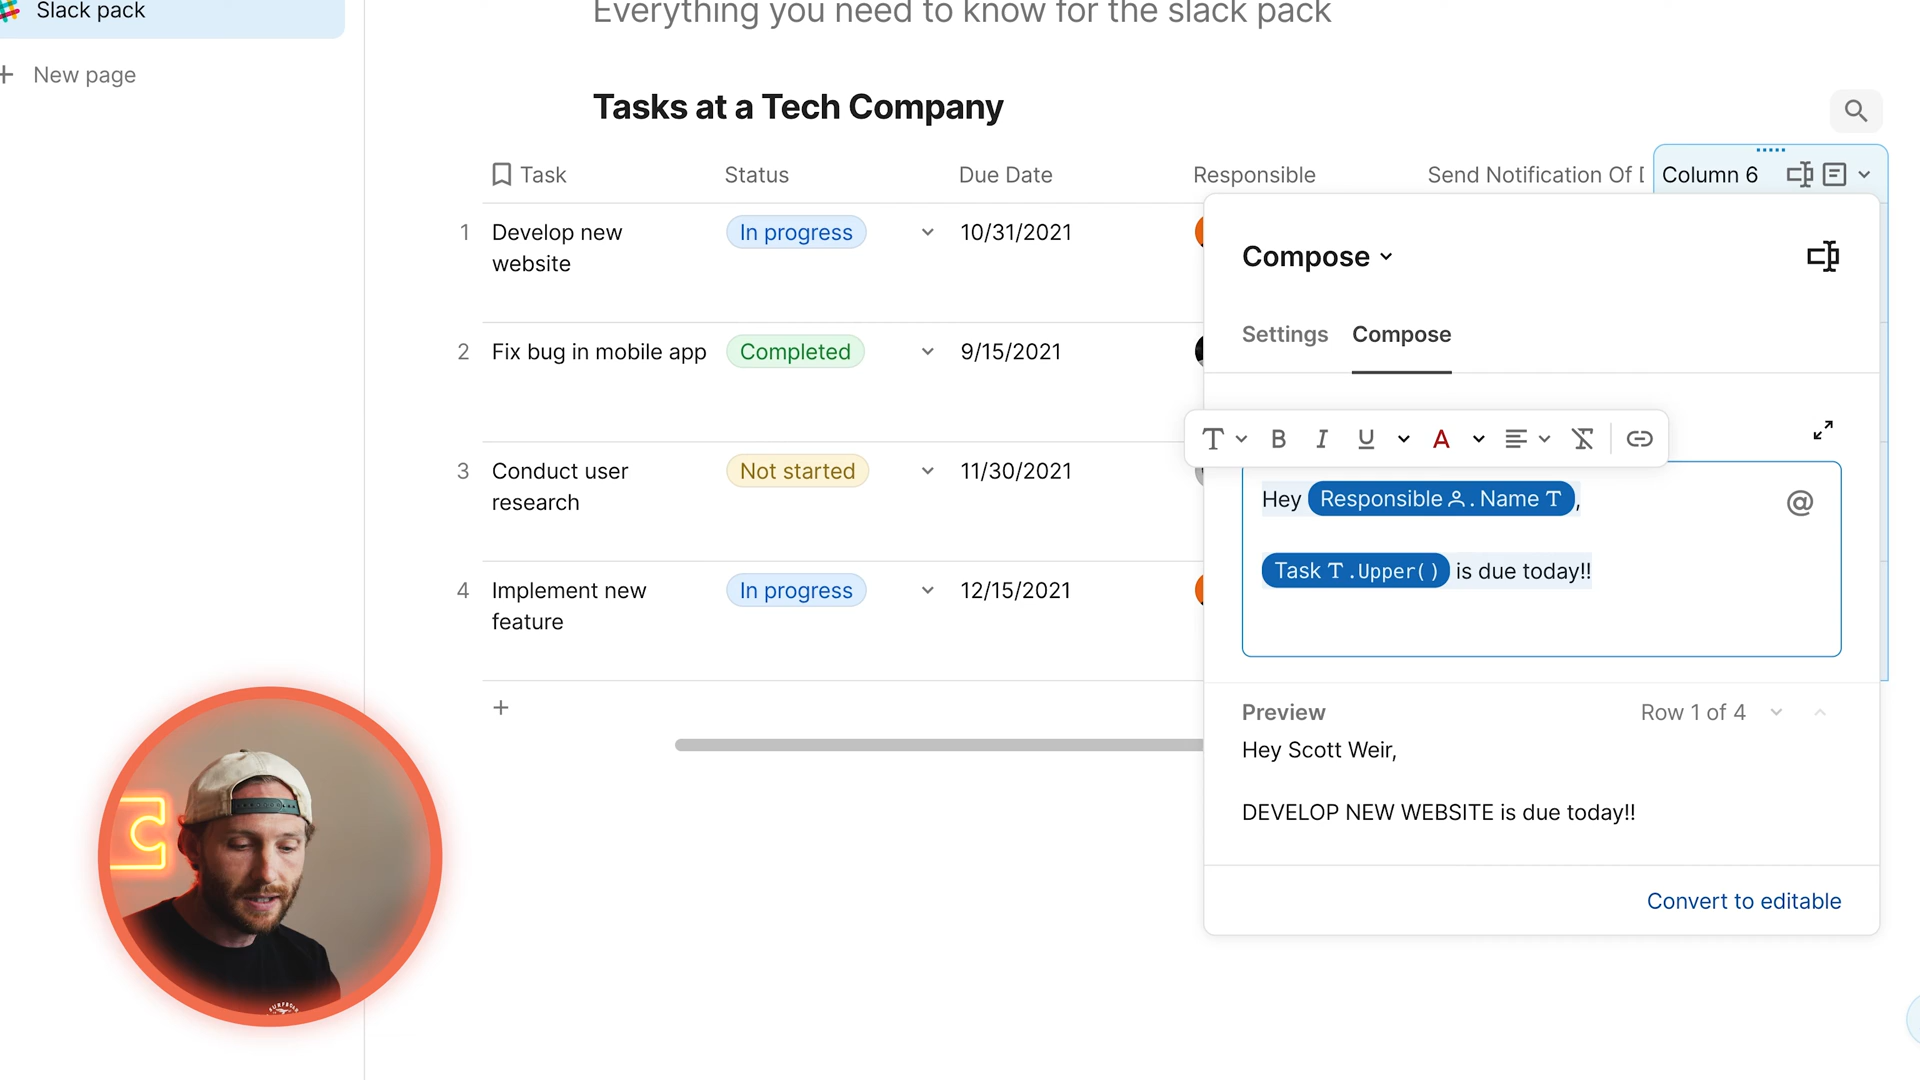 Slack pack
New page
Everything you need to know for the slack pack
Tasks at a Tech Company
Task Status Due Date Responsible Send Notification Of Column 6
1 Develop new website In progress 10/31/2021
2 Fix bug in mobile app Completed 9/15/2021
3 Conduct user research Not started 11/30/2021
4 Implement new feature In progress 12/15/2021
Compose
Settings Compose
T B I U A
Hey Responsible . Name T ,
@
Task T .Upper() is due today!!
Preview Row 1 of 4
Hey Scott Weir,
DEVELOP NEW WEBSITE is due today!!
Convert to editable